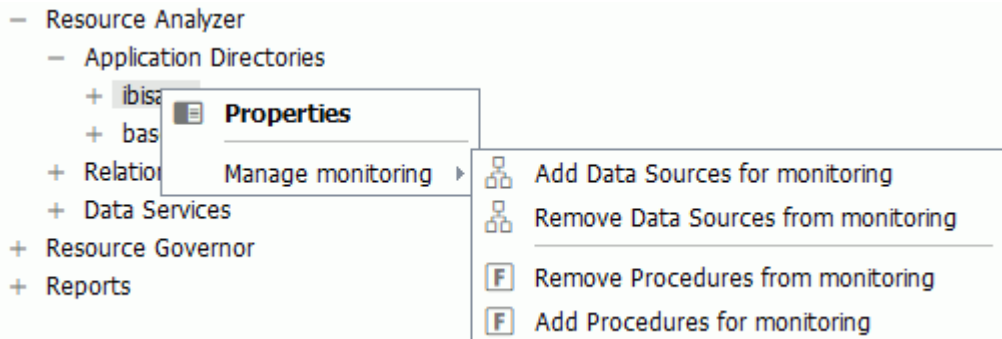 Resource Analyzer
Application Directories
Properties
Manage monitoring
Add Data Sources for monitoring
Remove Data Sources from monitoring
Remove Procedures from monitoring
Add Procedures for monitoring
Data Services
Resource Governor
Reports